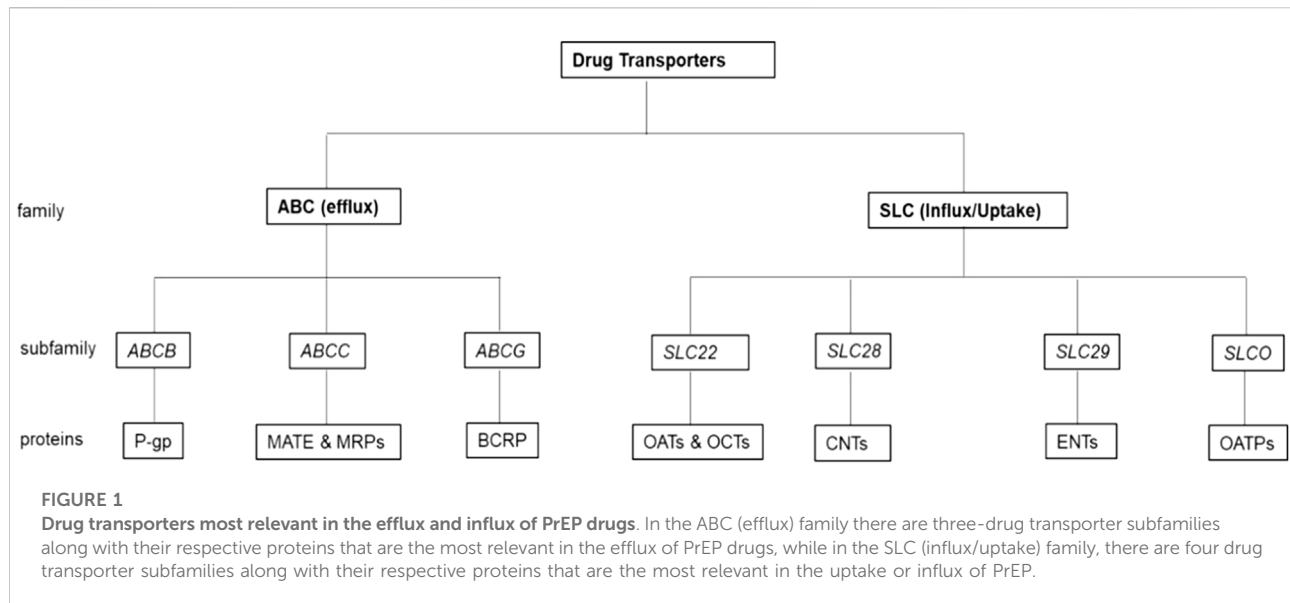 Drug Transporters
family
ABC (efflux)
SLC (Influx/Uptake)
subfamily
ABCB
ABCC
ABCG
SLC22
SLC28
SLC29
SLCO
proteins
P-gp
MATE & MRPs
BCRP
OATs & OCTs
CNTs
ENTs
OATPs
FIGURE 1
Drug transporters most relevant in the efflux and influx of PrEP drugs. In the ABC (efflux) family there are three-drug transporter subfamilies
along with their respective proteins that are the most relevant in the efflux of PrEP drugs, while in the SLC (influx/uptake) family, there are four drug
transporter subfamilies along with their respective proteins that are the most relevant in the uptake or influx of PrEP.